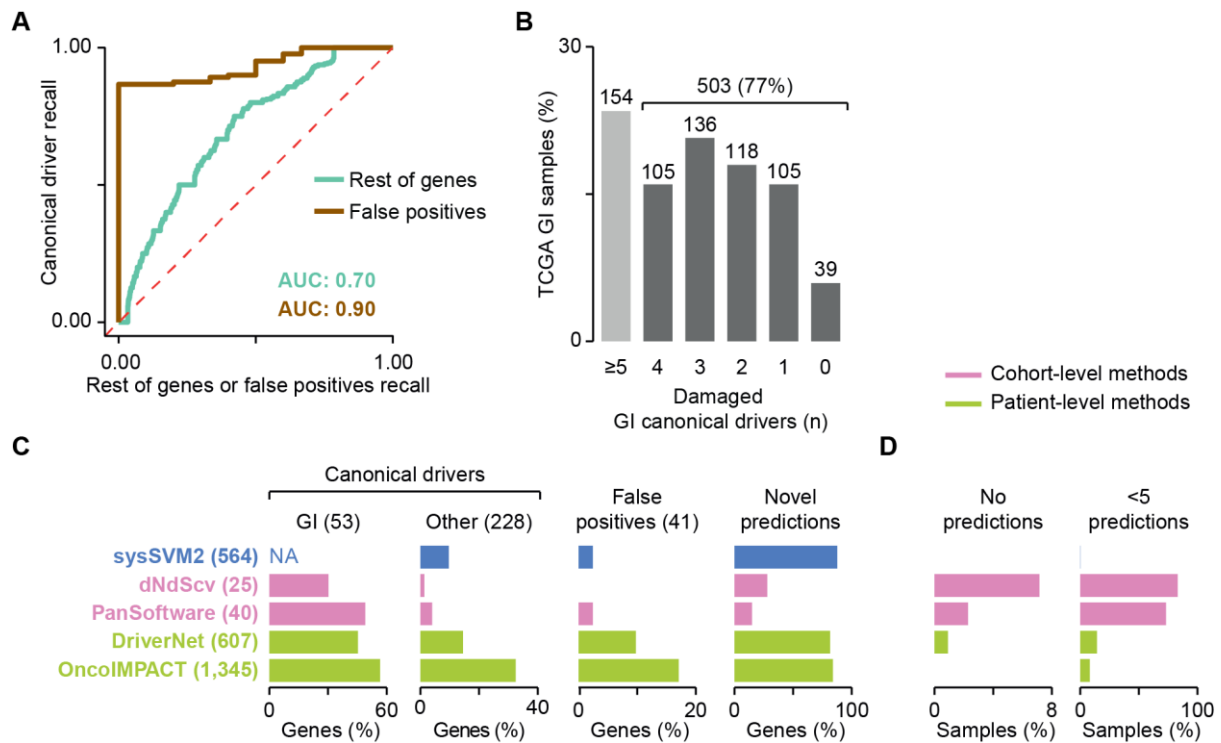 A
1.00
Canonical driver recall
0.00
Rest of genes
False positives
AUC: 0.70
AUC: 0.90
0.00
1.00
Rest of genes or false positives recall
B
30
TCGA GI samples (%)
0
503 (77%)
154
105
136
118
105
39
≥5 4 3 2 1 0
Damaged
GI canonical drivers (n)
Cohort-level methods
Patient-level methods
C
Canonical drivers
GI (53)
Other (228)
False
positives (41)
Novel
predictions
sysSVM2 (564)
NA
dNdScv (25)
PanSoftware (40)
DriverNet (607)
OncoIMPACT (1,345)
0 60
Genes (%)
0 40
Genes (%)
0 20
Genes (%)
0 100
Genes (%)
D
No
predictions
<5
predictions
0 8
Samples (%)
0 100
Samples (%)